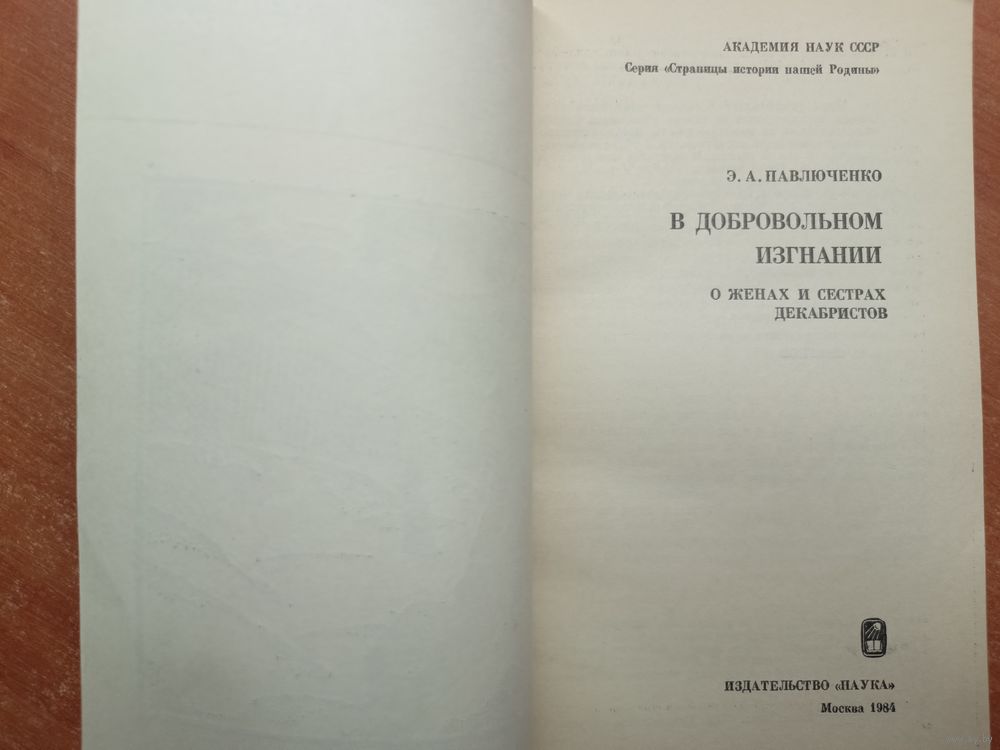 АКАДЕМИЯ НАУК СССР
Серия «Страницы истории нашей Родины»
Э. А. ПАВЛЮЧЕНКО
В ДОБРОВОЛЬНОМ
ИЗГНАНИИ
О ЖЕНАХ И СЕСТРАХ
ДЕКАБРИСТОВ
ИЗДАТЕЛЬСТВО «НАУКА»
Москва 1984